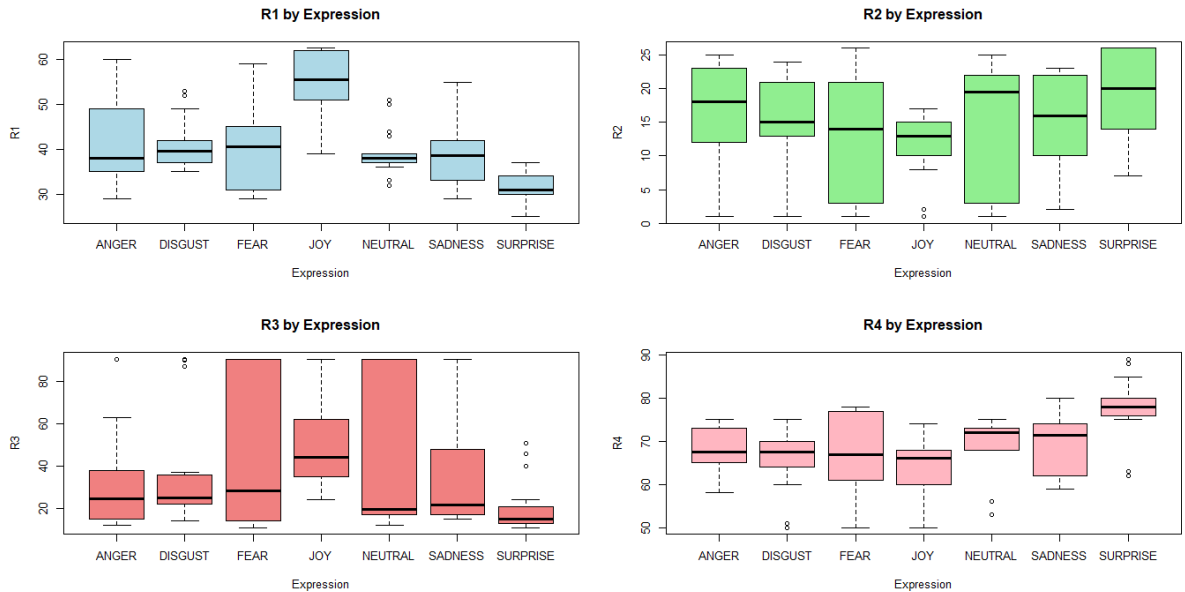 R1 by Expression
R1
30 40 50 60
ANGER DISGUST FEAR JOY NEUTRAL SADNESS SURPRISE
Expression
R2 by Expression
R2
0 5 10 15 20 25
ANGER DISGUST FEAR JOY NEUTRAL SADNESS SURPRISE
Expression
R3 by Expression
R3
20 40 60 80
ANGER DISGUST FEAR JOY NEUTRAL SADNESS SURPRISE
Expression
R4 by Expression
R4
50 60 70 80 90
ANGER DISGUST FEAR JOY NEUTRAL SADNESS SURPRISE
Expression